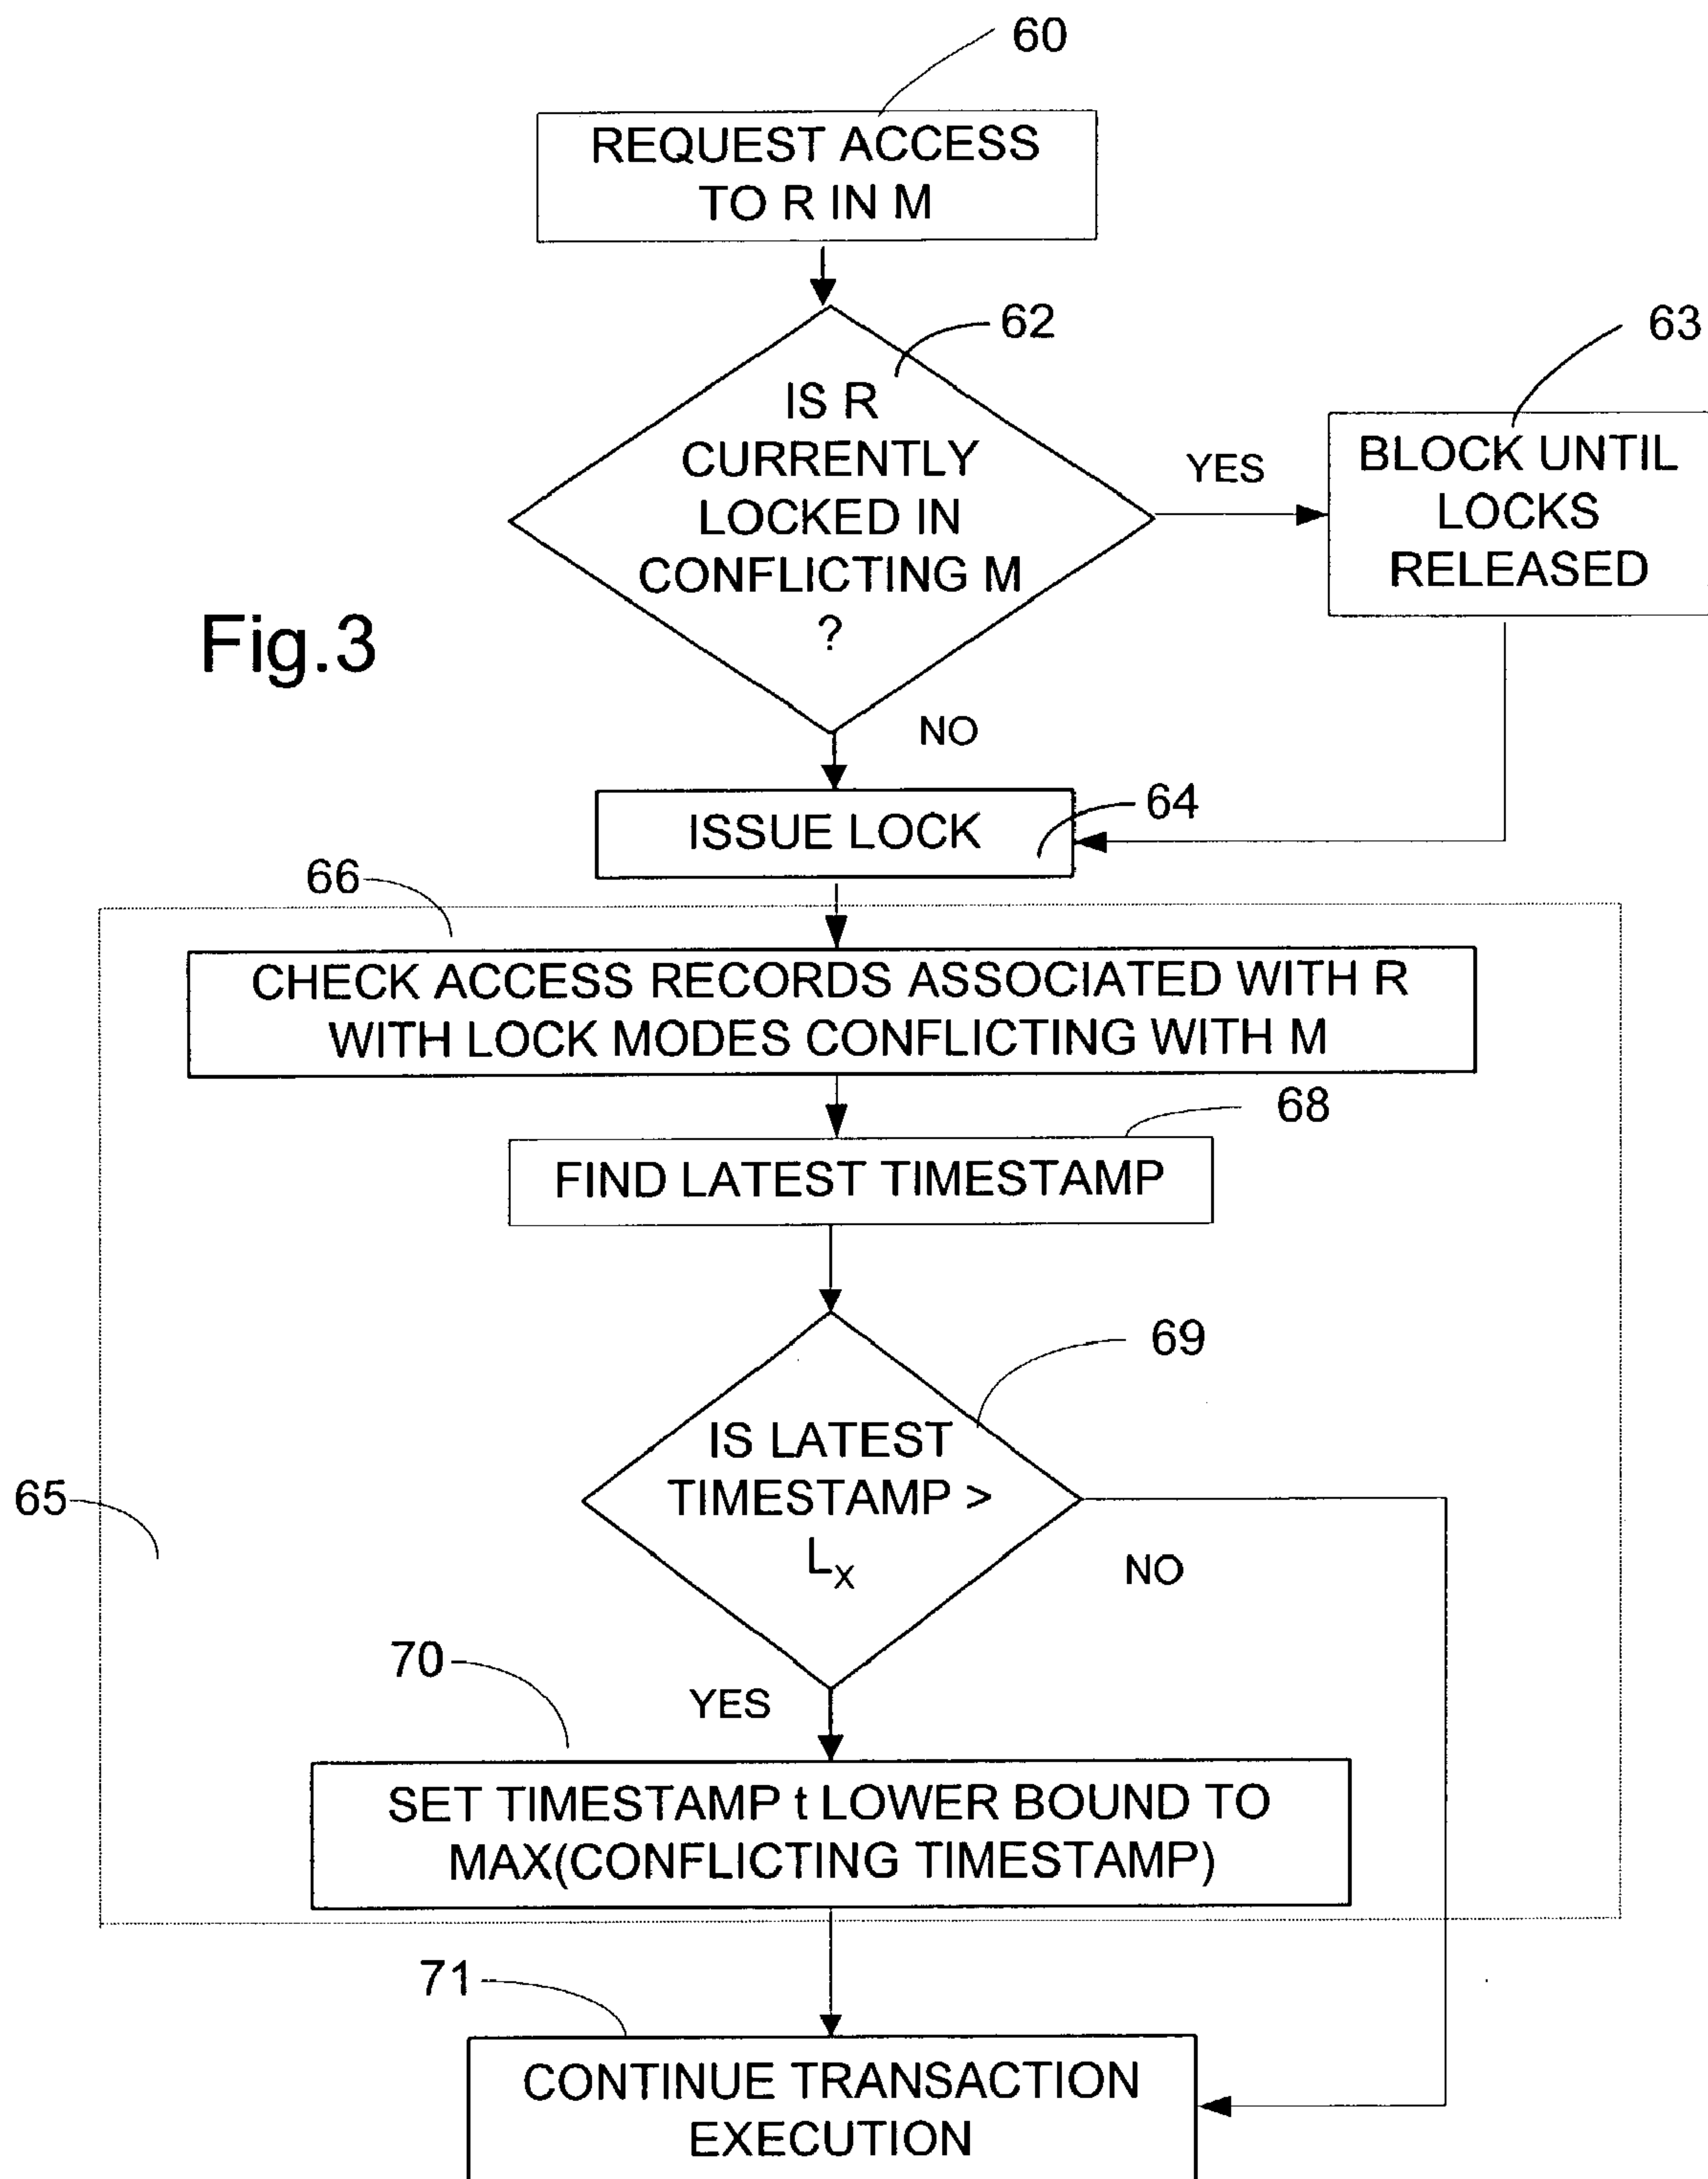 60
REQUEST ACCESS
TO R IN M
62
63
IS R
CURRENTLY
LOCKED IN
CONFLICTING M
?
YES
BLOCK UNTIL
LOCKS
RELEASED
Fig.3
NO
ISSUE LOCK
64
66
CHECK ACCESS RECORDS ASSOCIATED WITH R
WITH LOCK MODES CONFLICTING WITH M
68
FIND LATEST TIMESTAMP
69
IS LATEST
TIMESTAMP >
LX
65
NO
70
YES
SET TIMESTAMP t LOWER BOUND TO
MAX(CONFLICTING TIMESTAMP)
71
CONTINUE TRANSACTION
EXECUTION